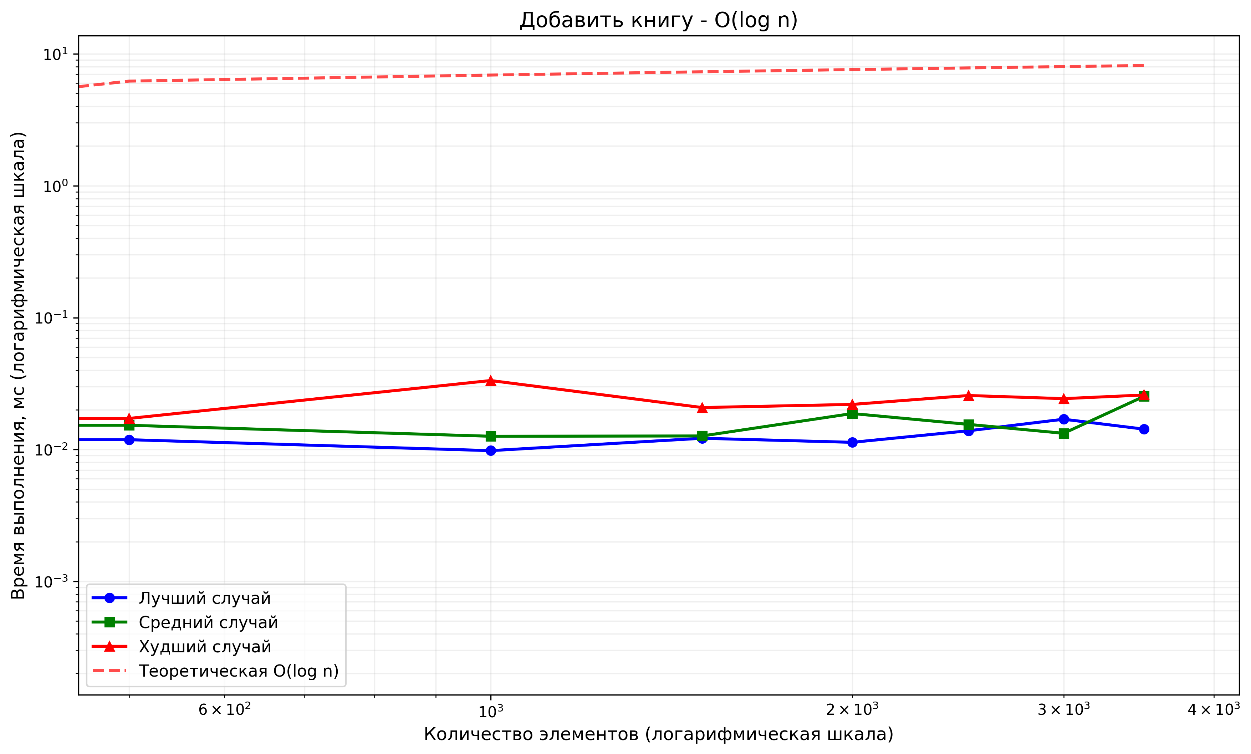 Добавить книгу - O(log n)
Время выполнения, мс (логарифмическая шкала)
10¹
10⁰
10⁻¹
10⁻²
10⁻³
Лучший случай
Средний случай
Худший случай
Теоретическая O(log n)
6 × 10²
10³
2 × 10³
3 × 10³
4 × 10³
Количество элементов (логарифмическая шкала)